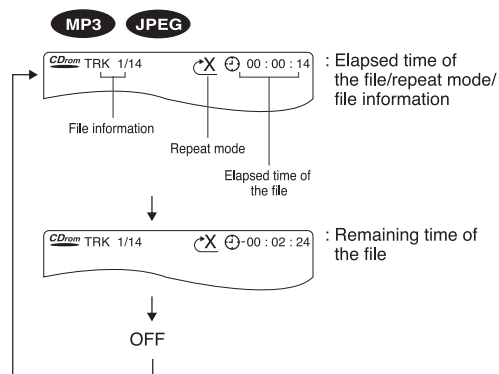 MP3 JPEG
CDrom TRK 1/14 X 00 : 00 : 14
: Elapsed time of
the file/repeat mode/
file information
File information
Repeat mode
Elapsed time of
the file
CDrom TRK 1/14 X -00 : 02 : 24
: Remaining time of
the file
OFF